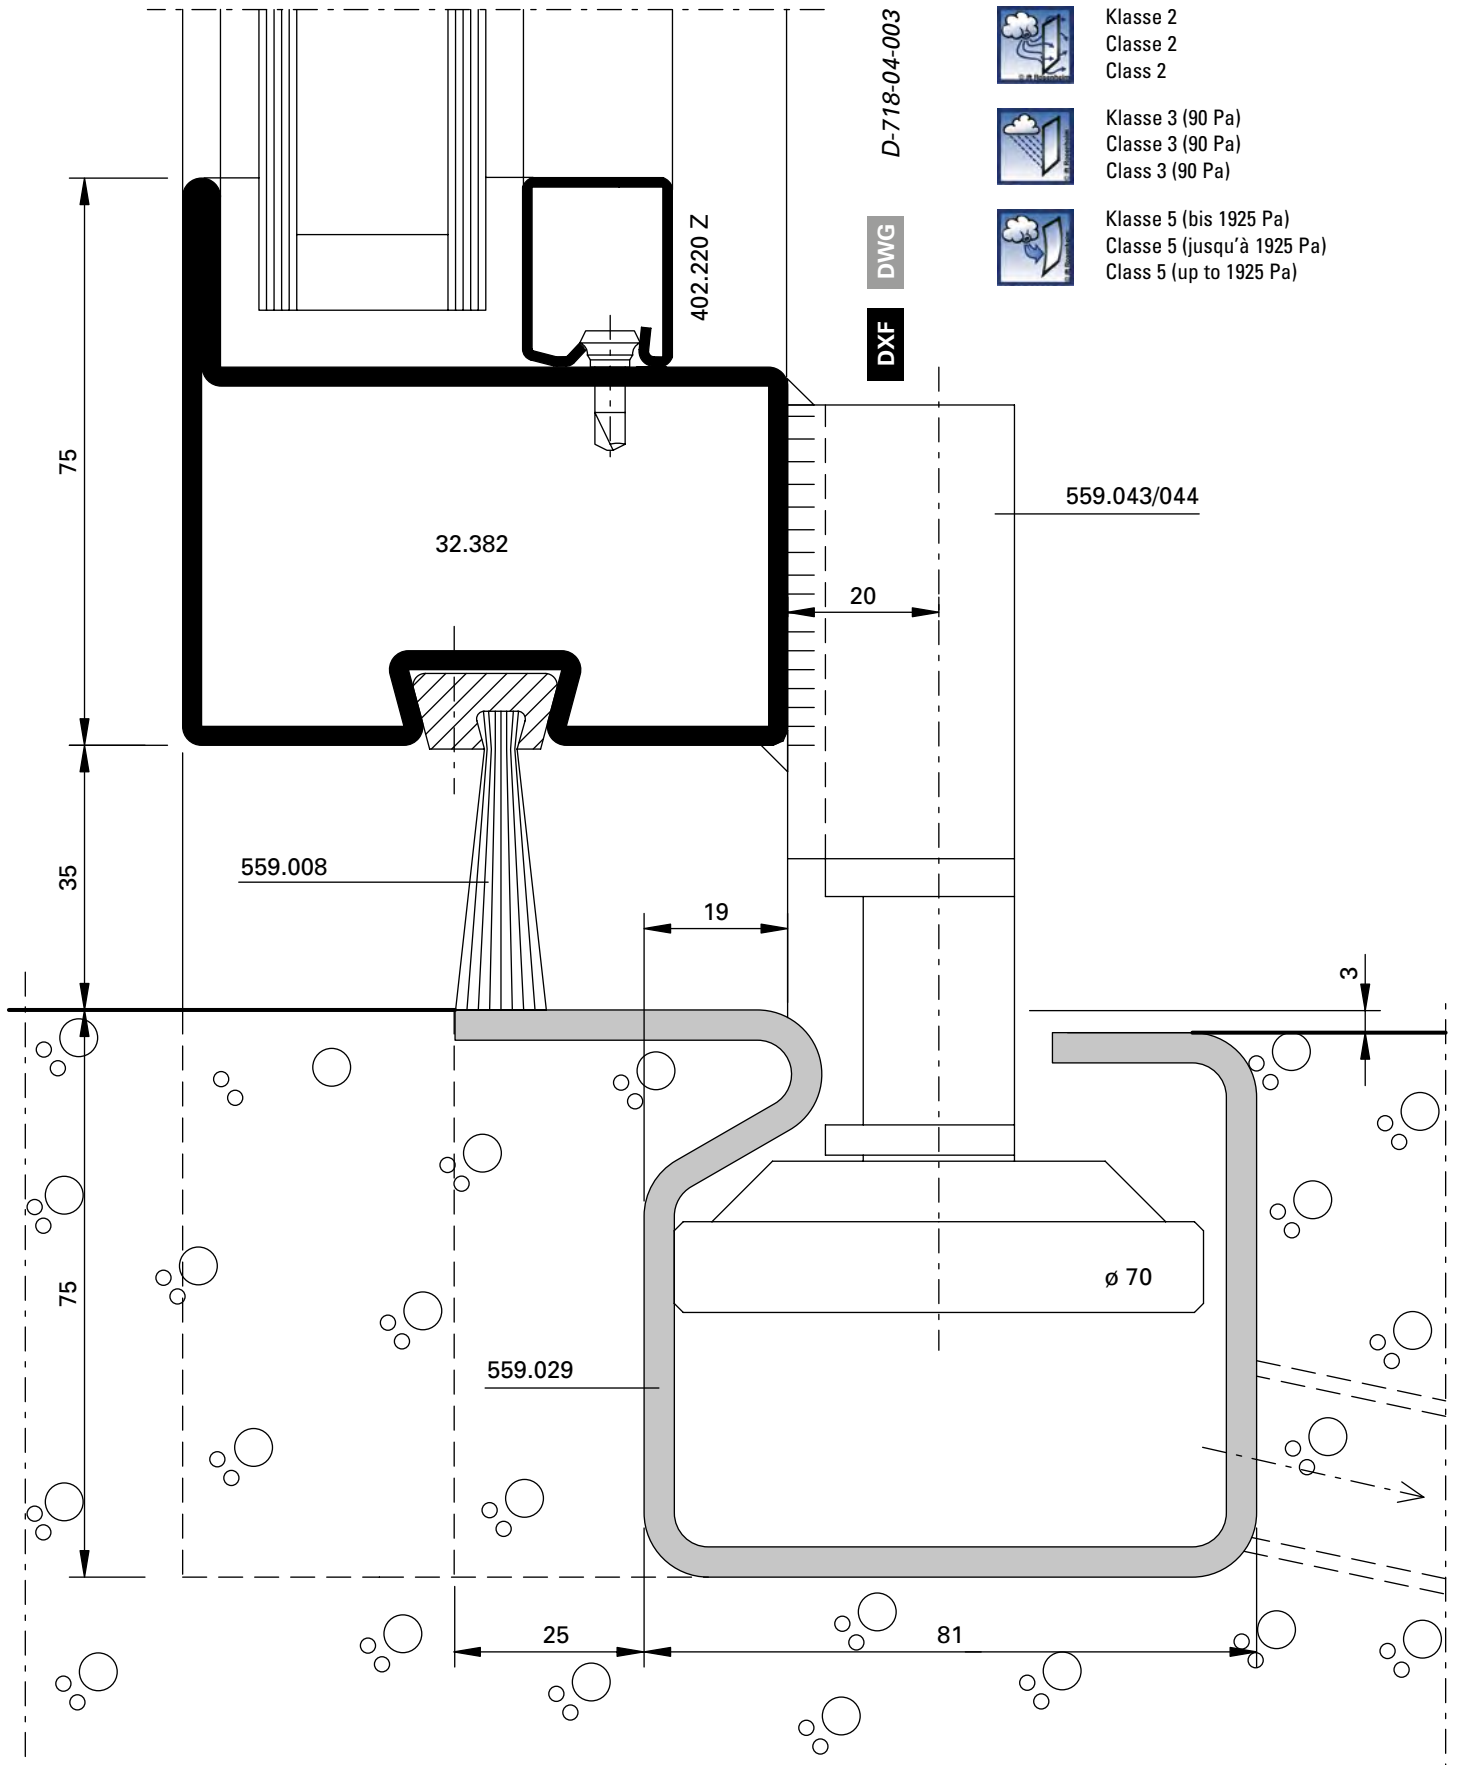 D-718-04-003
Klasse 2
Classe 2
Class 2
Klasse 3 (90 Pa)
Classe 3 (90 Pa)
Class 3 (90 Pa)
Klasse 5 (bis 1925 Pa)
Classe 5 (jusqu'à 1925 Pa)
Class 5 (up to 1925 Pa)
DWG
DXF
402.220 Z
75
559.043/044
32.382
20
35
559.008
19
3
75
ø 70
559.029
25
81